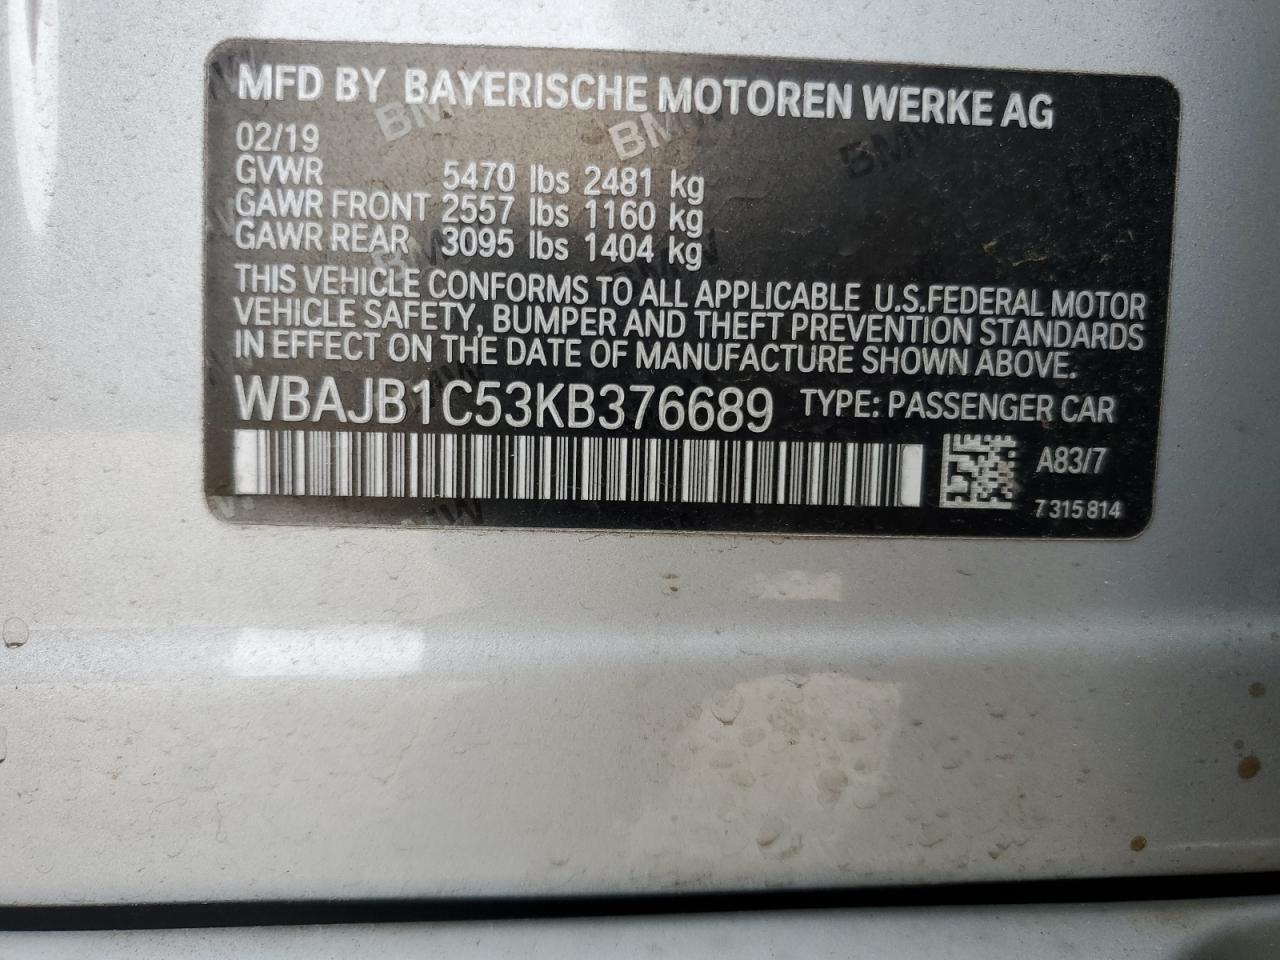 MFD BY BAYERISCHE MOTOREN WERKE AG
02/19
GVWR 5470 lbs 2481 kg
GAWR FRONT 2557 lbs 1160 kg
GAWR REAR 3095 lbs 1404 kg
THIS VEHICLE CONFORMS TO ALL APPLICABLE U.S.FEDERAL MOTOR
VEHICLE SAFETY, BUMPER AND THEFT PREVENTION STANDARDS
IN EFFECT ON THE DATE OF MANUFACTURE SHOWN ABOVE.
WBAJB1C53KB376689 TYPE: PASSENGER CAR
A83/7
7 315 814